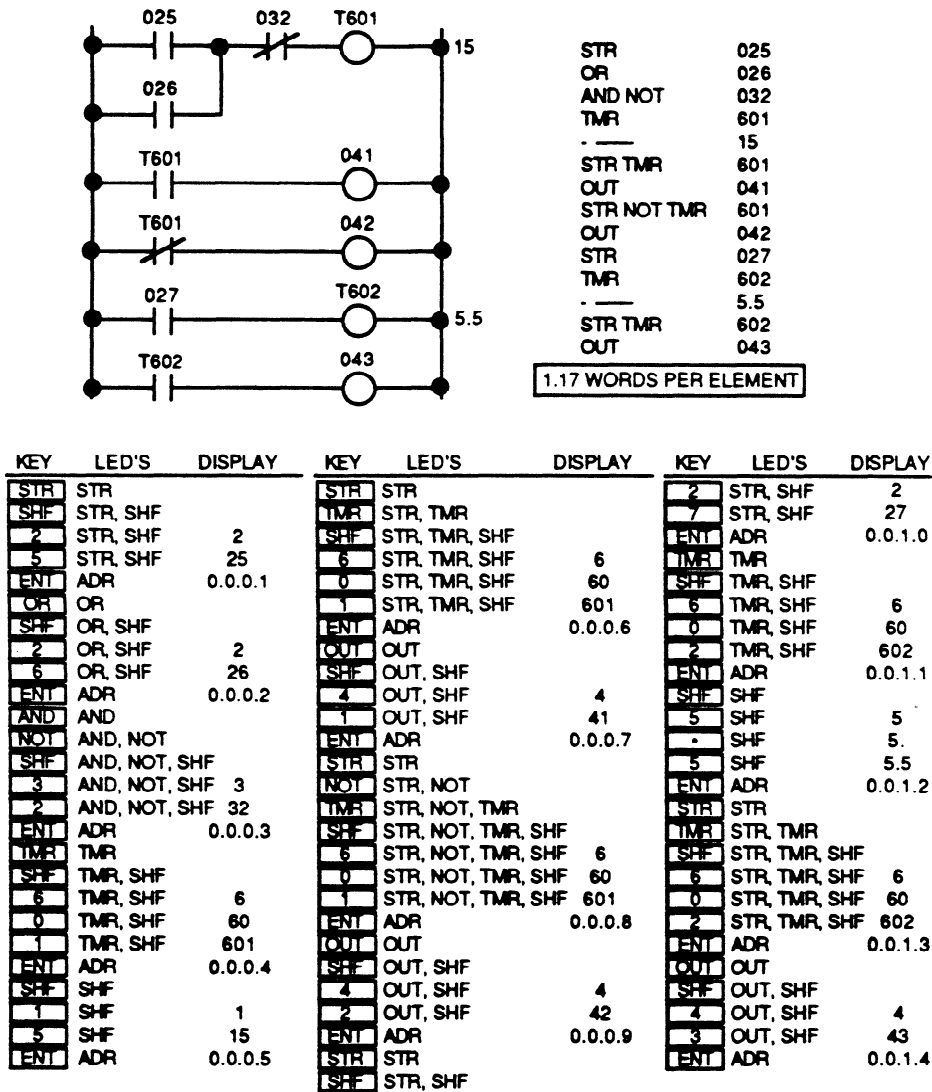 025 032 T601
15
026
T601 041
T601 042
027 T602
5.5
T602 043
STR 025
OR 026
AND NOT 032
TMR 601
- — 15
STR TMR 601
OUT 041
STR NOT TMR 601
OUT 042
STR 027
TMR 602
- — 5.5
STR TMR 602
OUT 043
1.17 WORDS PER ELEMENT
KEY LED'S DISPLAY
STR STR
SHF STR, SHF
2 STR, SHF 2
5 STR, SHF 25
ENT ADR 0.0.0.1
OR OR
SHF OR, SHF
2 OR, SHF 2
6 OR, SHF 26
ENT ADR 0.0.0.2
AND AND
NOT AND, NOT
SHF AND, NOT, SHF
3 AND, NOT, SHF 3
2 AND, NOT, SHF 32
ENT ADR 0.0.0.3
TMR TMR
SHF TMR, SHF
6 TMR, SHF 6
0 TMR, SHF 60
1 TMR, SHF 601
ENT ADR 0.0.0.4
SHF SHF
1 SHF 1
5 SHF 15
ENT ADR 0.0.0.5
KEY LED'S DISPLAY
STR STR
TMR STR, TMR
SHF STR, TMR, SHF
6 STR, TMR, SHF 6
0 STR, TMR, SHF 60
1 STR, TMR, SHF 601
ENT ADR 0.0.0.6
OUT OUT
SHF OUT, SHF
4 OUT, SHF 4
1 OUT, SHF 41
ENT ADR 0.0.0.7
STR STR
NOT STR, NOT
TMR STR, NOT, TMR
SHF STR, NOT, TMR, SHF
6 STR, NOT, TMR, SHF 6
0 STR, NOT, TMR, SHF 60
1 STR, NOT, TMR, SHF 601
ENT ADR 0.0.0.8
OUT OUT
SHF OUT, SHF
4 OUT, SHF 4
2 OUT, SHF 42
ENT ADR 0.0.0.9
STR STR
SHF STR, SHF
KEY LED'S DISPLAY
2 STR, SHF 2
7 STR, SHF 27
ENT ADR 0.0.1.0
TMR TMR
SHF TMR, SHF
6 TMR, SHF 6
0 TMR, SHF 60
2 TMR, SHF 602
ENT ADR 0.0.1.1
SHF SHF
5 SHF 5
. SHF 5.
5 SHF 5.5
ENT ADR 0.0.1.2
STR STR
TMR STR, TMR
SHF STR, TMR, SHF
6 STR, TMR, SHF 6
0 STR, TMR, SHF 60
2 STR, TMR, SHF 602
ENT ADR 0.0.1.3
OUT OUT
SHF OUT, SHF
4 OUT, SHF 4
3 OUT, SHF 43
ENT ADR 0.0.1.4